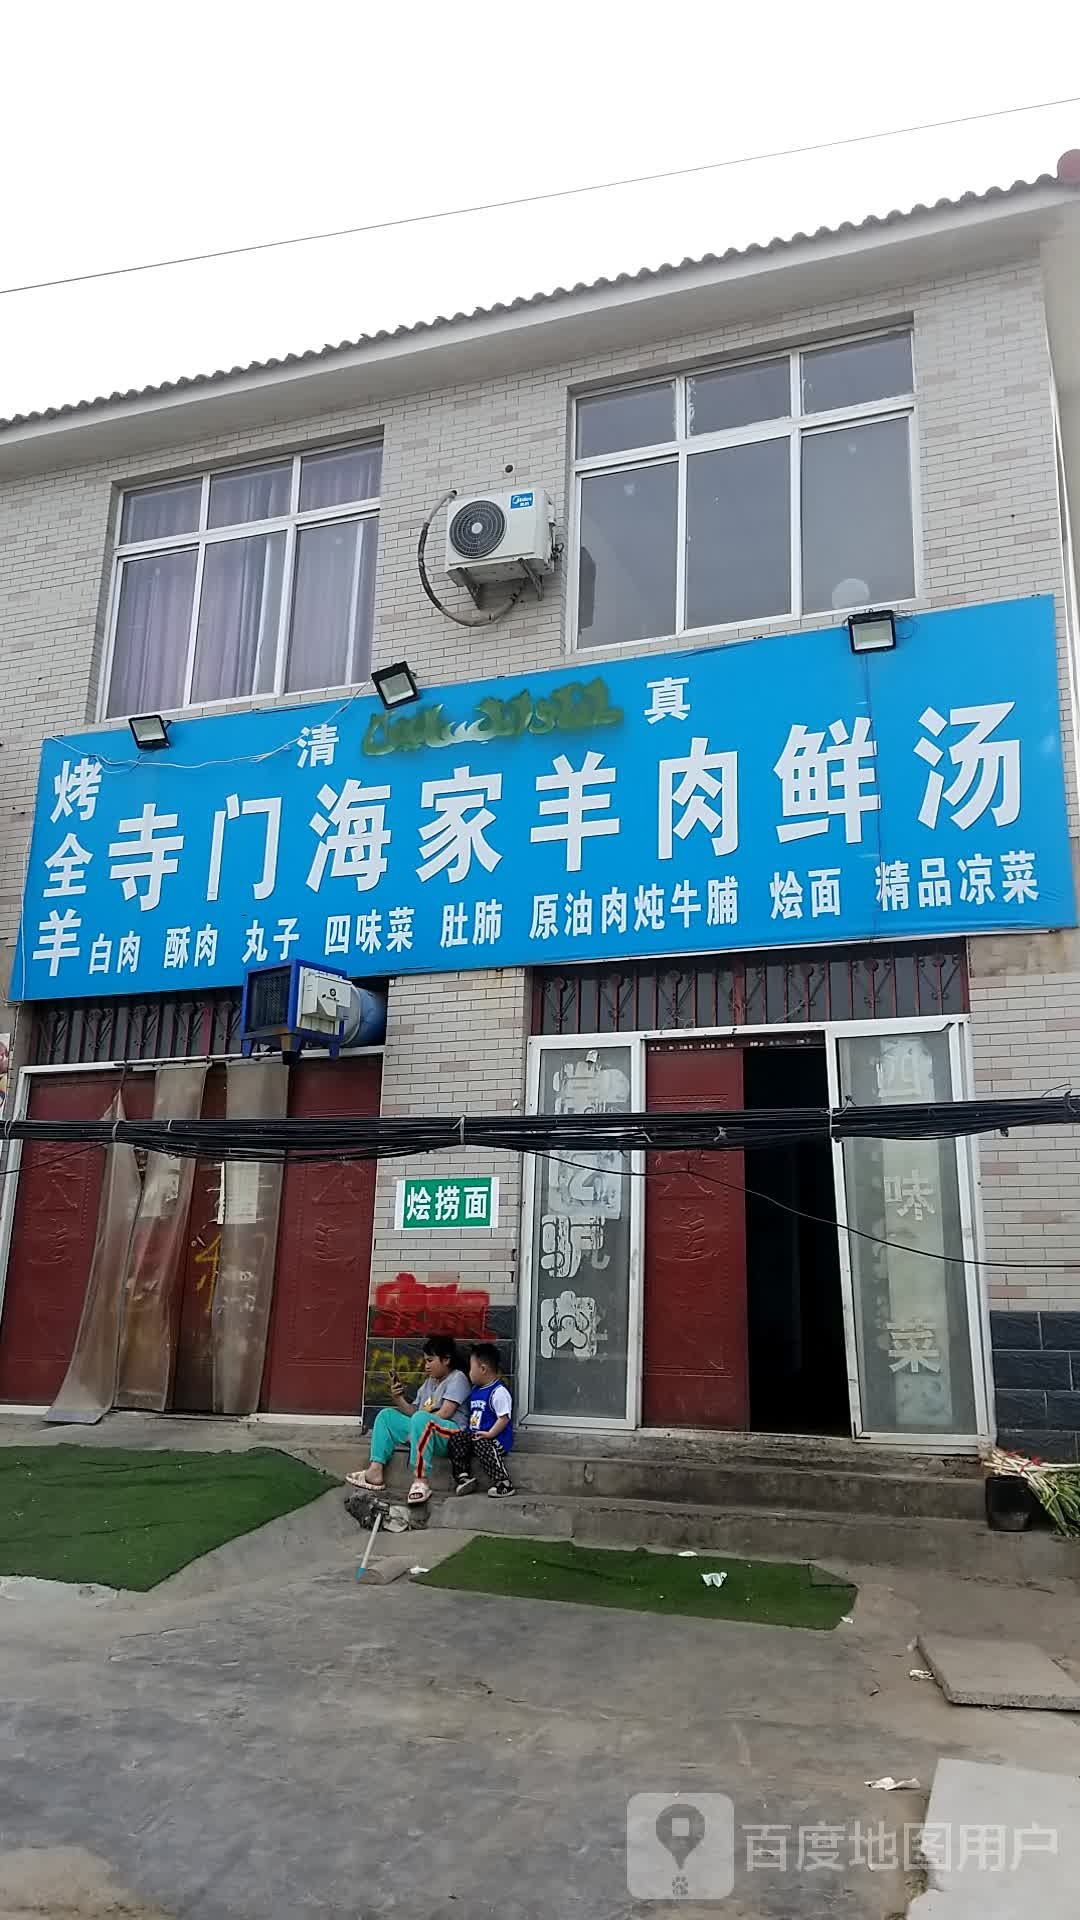 清 真
烤全羊
寺门海家羊肉鲜汤
白肉 酥肉 丸子 四味菜 肚肺 原油肉炖牛脯 烩面 精品凉菜
烩捞面
四味菜
百度地图用户